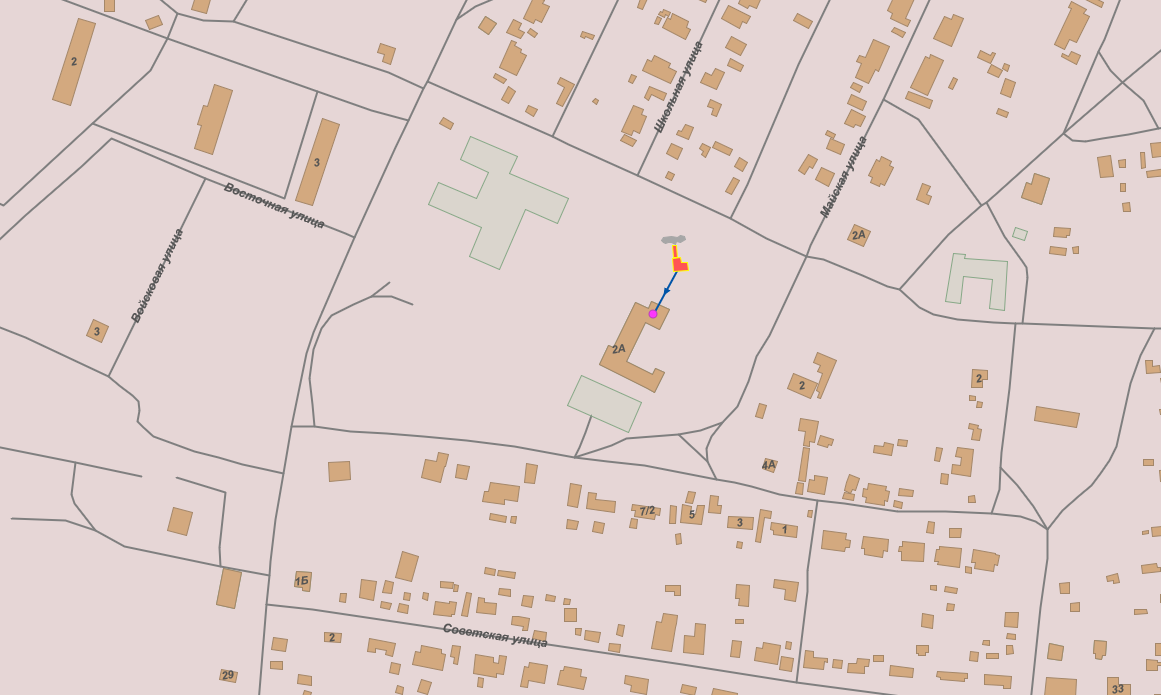 2
Школьная улица
3
Майская улица
Восточная улица
2А
Войсковая улица
3
2А
2
2
4А
7/2
5
3
1
1Б
2
Советская улица
29
33